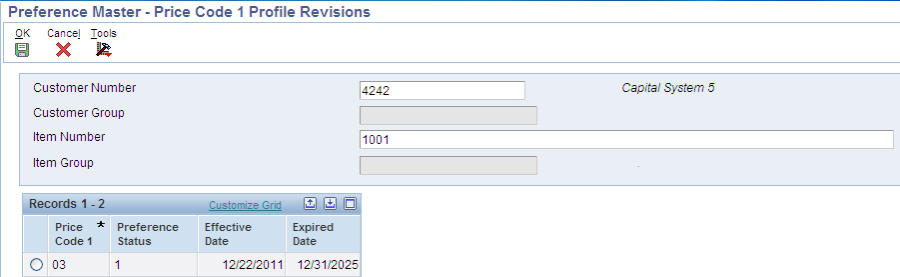 Preference Master - Price Code 1 Profile Revisions
OK Cancel Tools
Customer Number 4242 Capital System 5
Customer Group
Item Number 1001
Item Group
Records 1 - 2 Customize Grid
Price * Preference Effective Expired
Code 1 Status Date Date
03 1 12/22/2011 12/31/2025